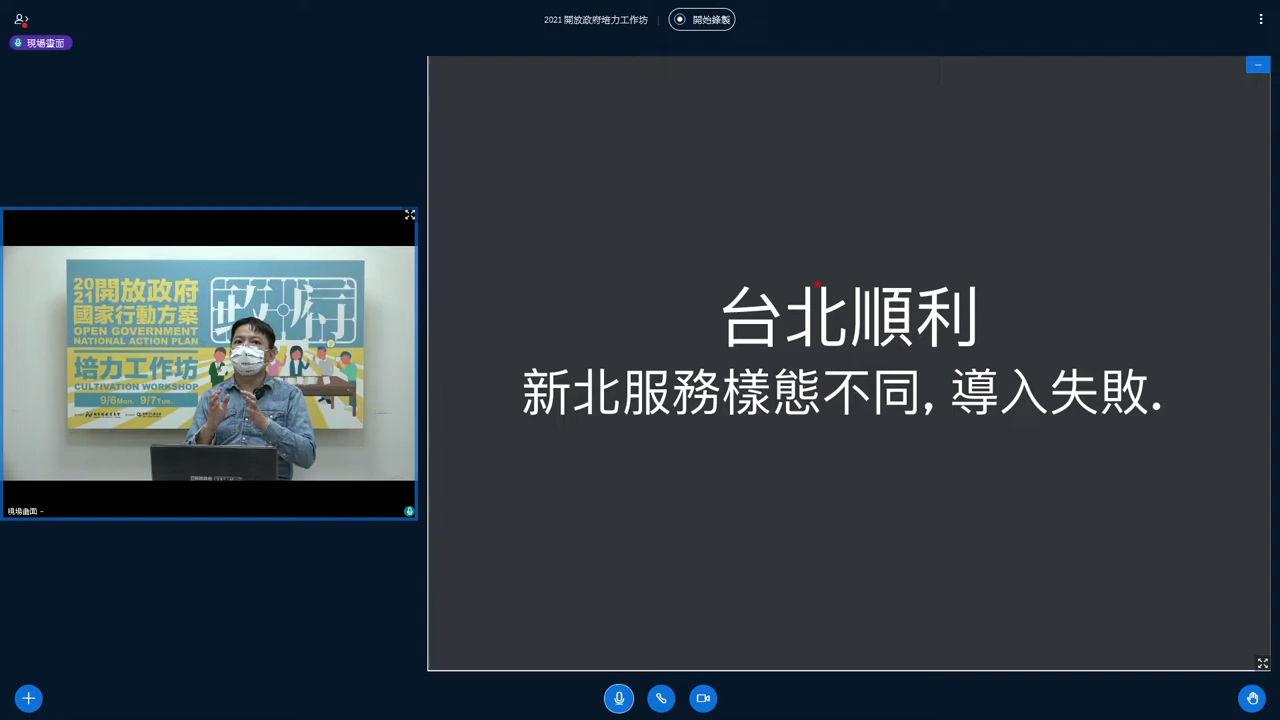 2021 開放政府培力工作坊
開始錄製
現場畫面
台北順利
新北服務樣態不同, 導入失敗.
2021開放政府
國家行動方案
OPEN GOVERNMENT
NATIONAL ACTION PLAN
培力工作坊
CULTIVATION WORKSHOP
9/6Mon. 9/7Tue.
現場畫面